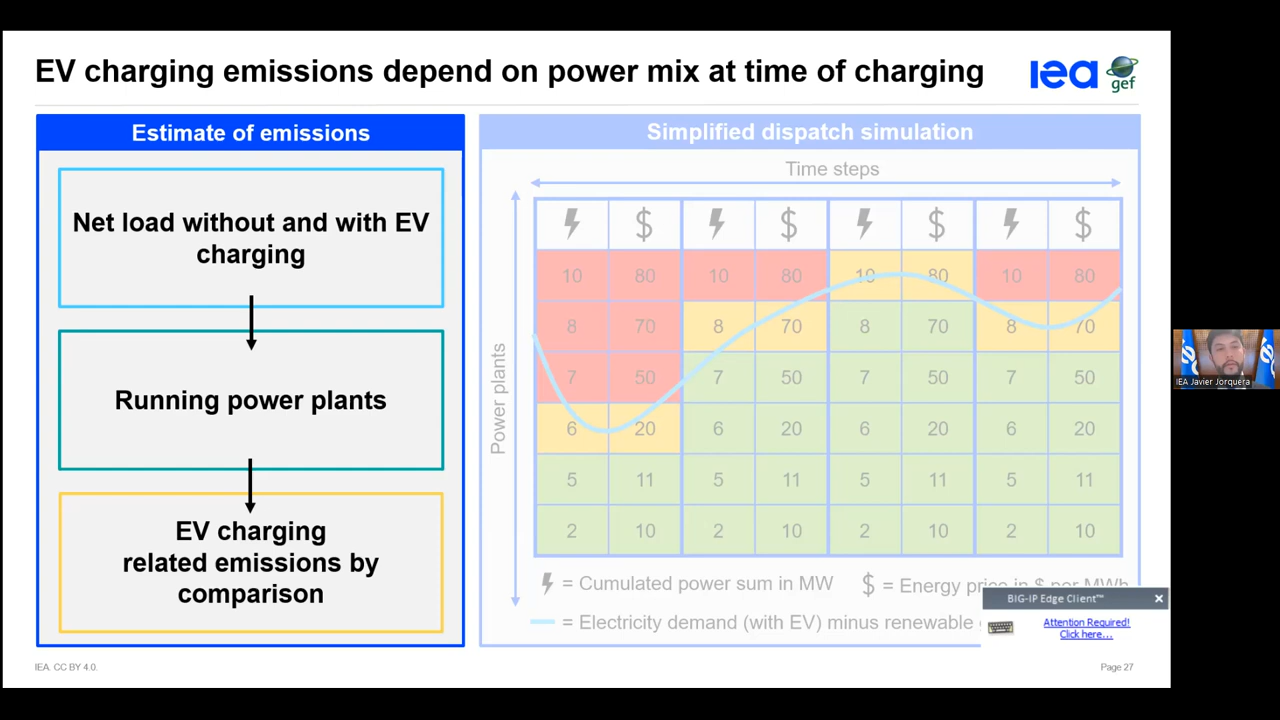 EV charging emissions depend on power mix at time of charging
iea
gef
Estimate of emissions
Net load without and with EV
charging
Running power plants
EV charging
related emissions by
comparison
Simplified dispatch simulation
Time steps
Power plants
$ $ $ $
10 80 10 80 10 80 10 80
8 70 8 70 8 70 8 70
7 50 7 50 7 50 7 50
6 20 6 20 6 20 6 20
5 11 5 11 5 11 5 11
2 10 2 10 2 10 2 10
= Cumulated power sum in MW
$ = Energy price in $ per MWh
= Electricity demand (with EV) minus renewable
BIG-IP Edge Client™
Attention Required!
Click here...
IEA Javier Jorquera
IEA. CC BY 4.0.
Page 27